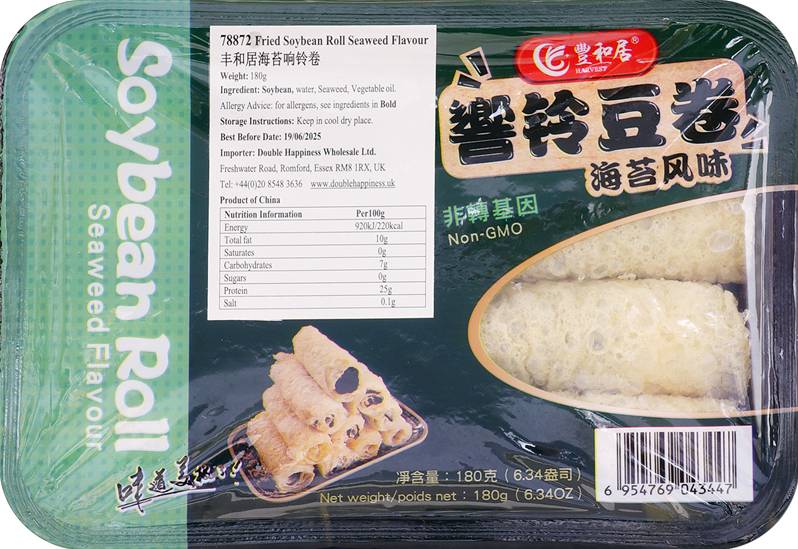 Soybean Roll
Seaweed Flavour
78872 Fried Soybean Roll Seaweed Flavour
丰和居海苔响铃卷
Weight: 180g
Ingredient: Soybean, water, Seaweed, Vegetable oil.
Allergy Advice: for allergens, see ingredients in Bold
Storage Instructions: Keep in cool dry place.
Best Before Date: 19/06/2025
Importer: Double Happiness Wholesale Ltd.
Freshwater Road, Romford, Essex RM8 1RX, UK
Tel: +44(0)20 8548 3636 www.doublehappiness.uk
Product of China
Nutrition Information Per100g
Energy 920kJ/220kcal
Total fat 10g
Saturates 0g
Carbohydrates 7g
Sugars 0g
Protein 25g
Salt 0.1g
豐和居®
HARVEST
響铃豆卷
海苔风味
非轉基因
Non-GMO
味道美
淨含量：180克（6.34盎司）
Net weight/poids net：180g（6.34OZ）
6 954769 043447